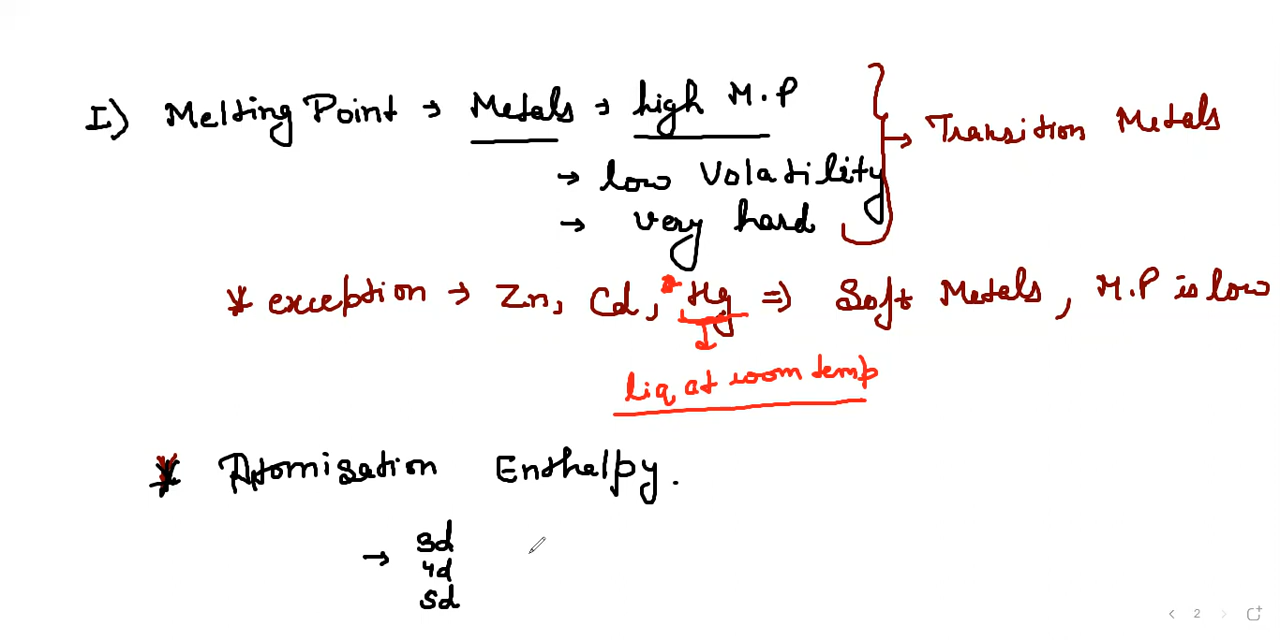 I) Melting Point → Metals → high M.P
→ low Volatility
→ very hard
→ Transition Metals
* exception → Zn, Cd, *Hg ⇒ Soft Metals, M.P is low
liq at room temp
* Atomisation Enthalpy.
→ 3d
4d
5d
< 2 >